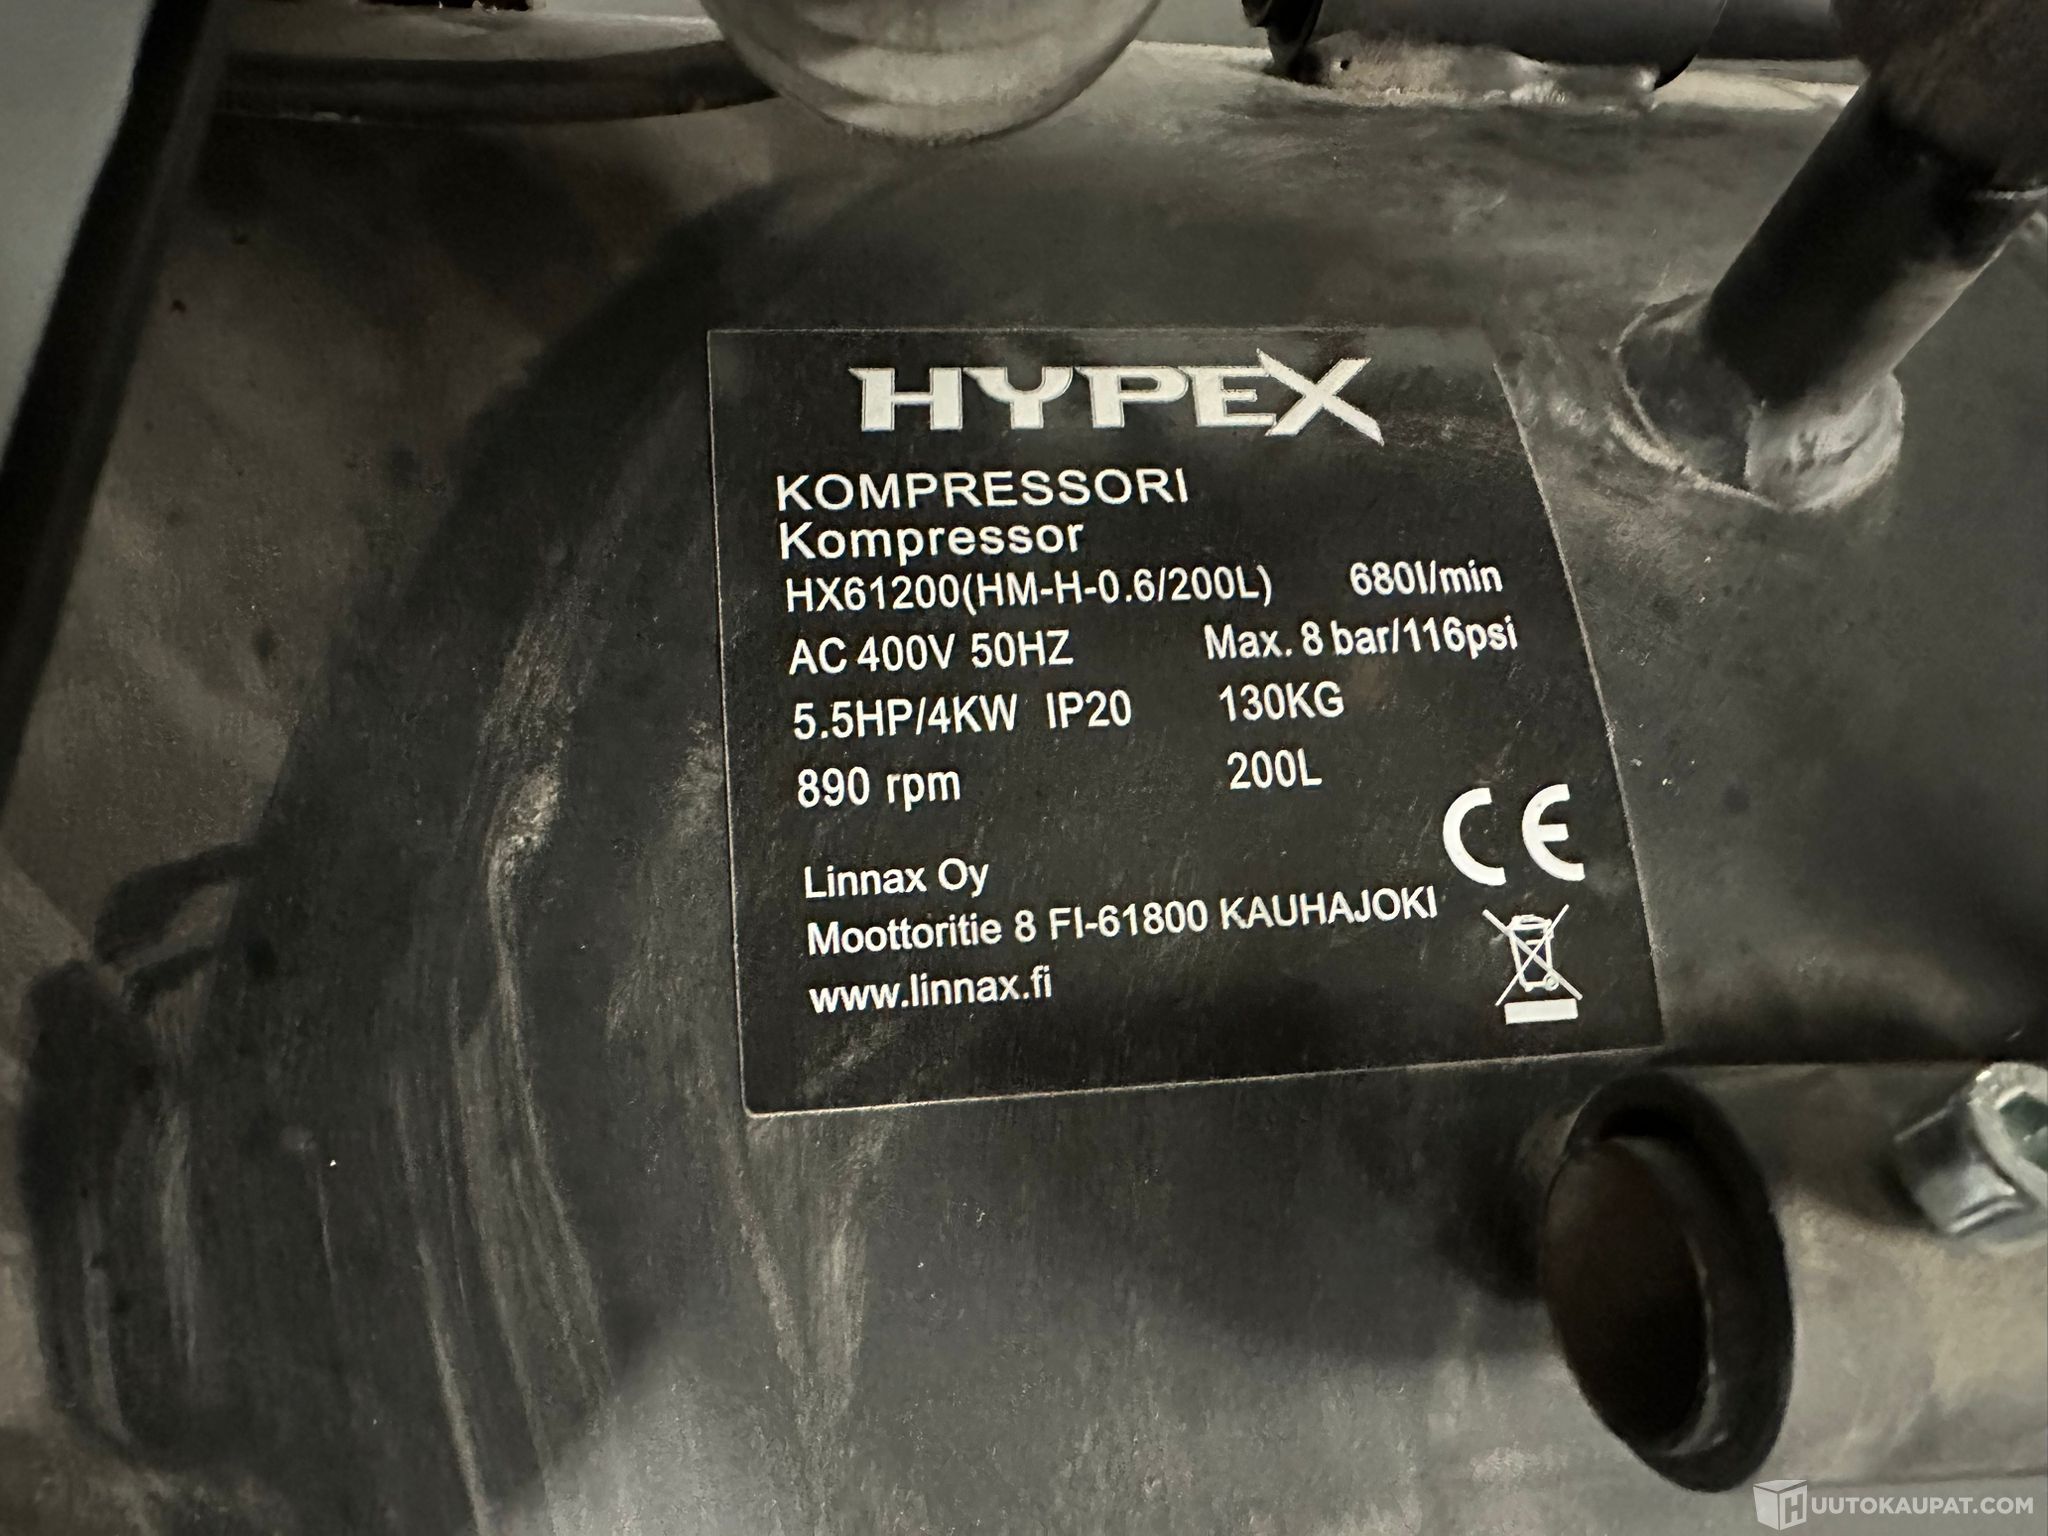 HYPEX
KOMPRESSORI
Kompressor
HX61200(HM-H-0.6/200L) 680l/min
AC 400V 50HZ Max. 8 bar/116psi
5.5HP/4KW IP20 130KG
890 rpm 200L
CE
Linnax Oy
Moottoritie 8 FI-61800 KAUHAJOKI
www.linnax.fi
HUUTOKAUPAT.COM